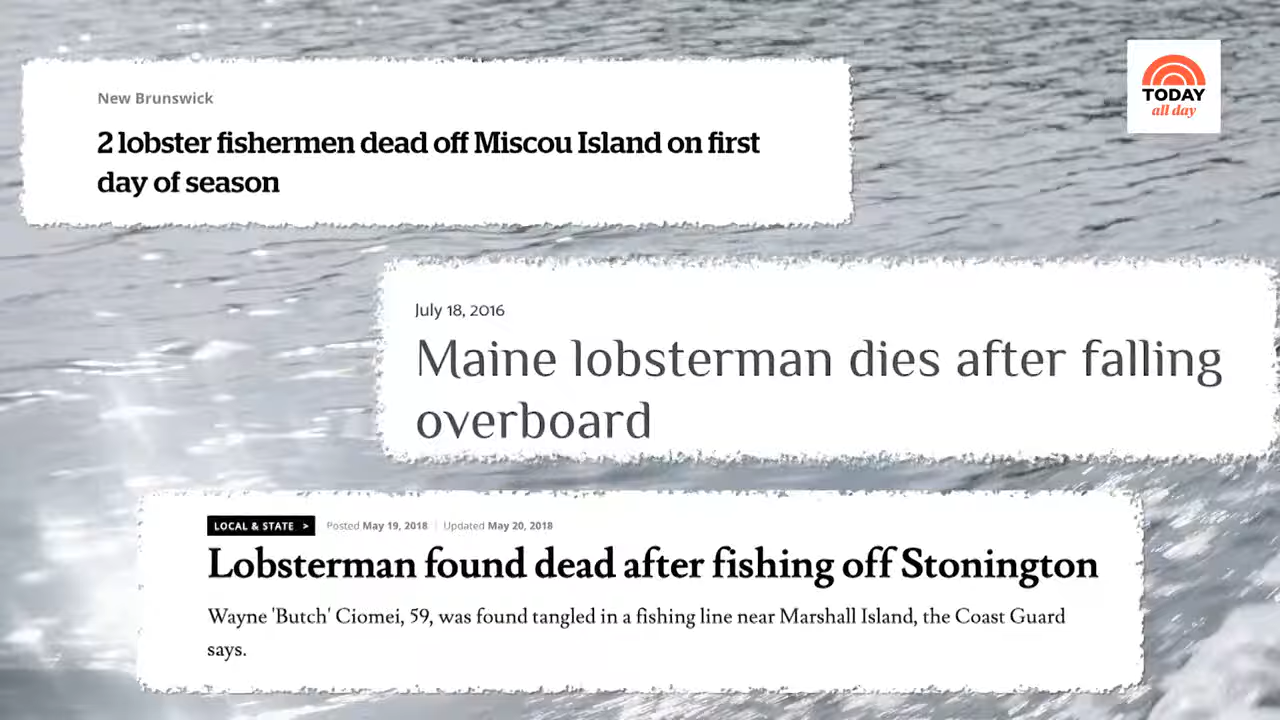 New Brunswick
2 lobster fishermen dead off Miscou Island on first
day of season
TODAY
all day
July 18, 2016
Maine lobsterman dies after falling
overboard
LOCAL & STATE > Posted May 19, 2018 | Updated May 20, 2018
Lobsterman found dead after fishing off Stonington
Wayne 'Butch' Ciomei, 59, was found tangled in a fishing line near Marshall Island, the Coast Guard
says.